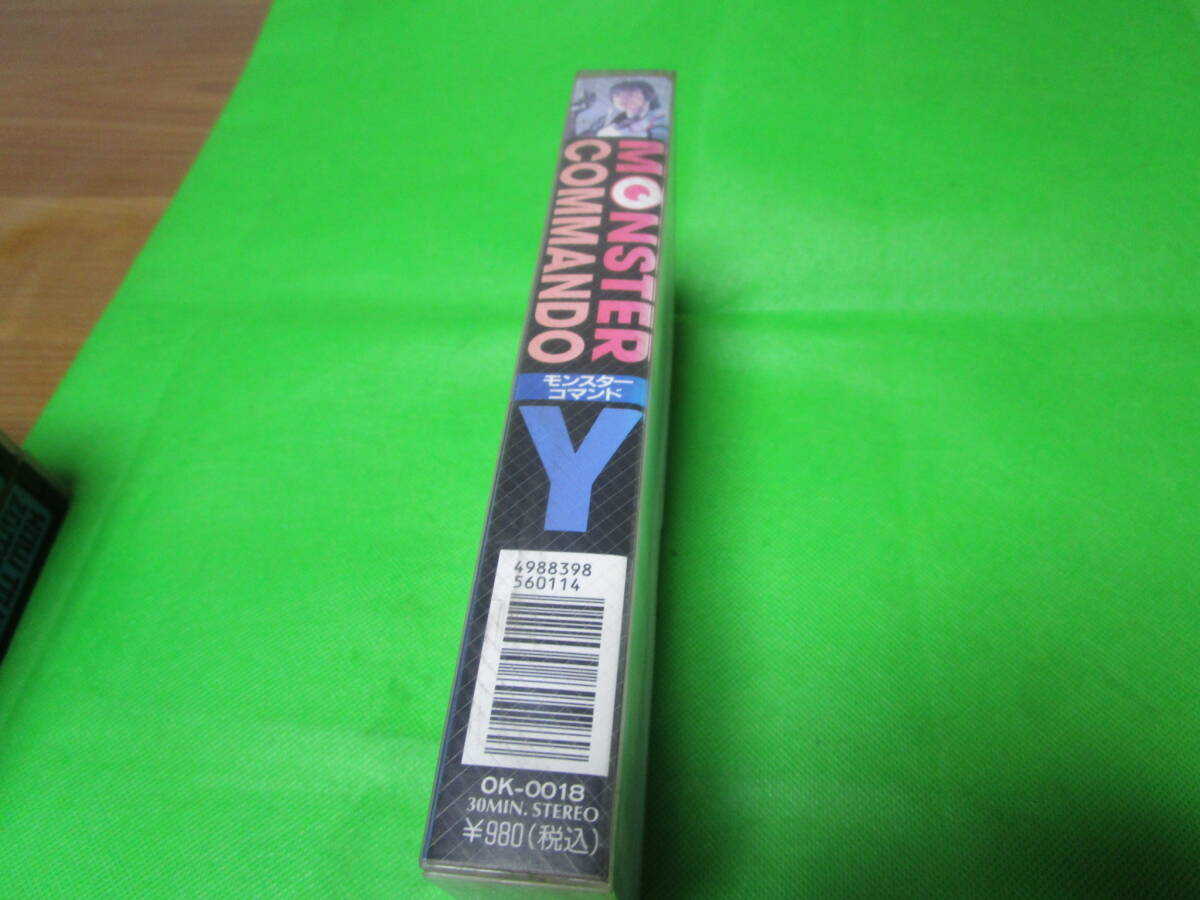 MONSTER
COMMANDO
モンスター
コマンド
Y
4988398
560114
OK-0018
30MIN. STEREO
¥980(税込)